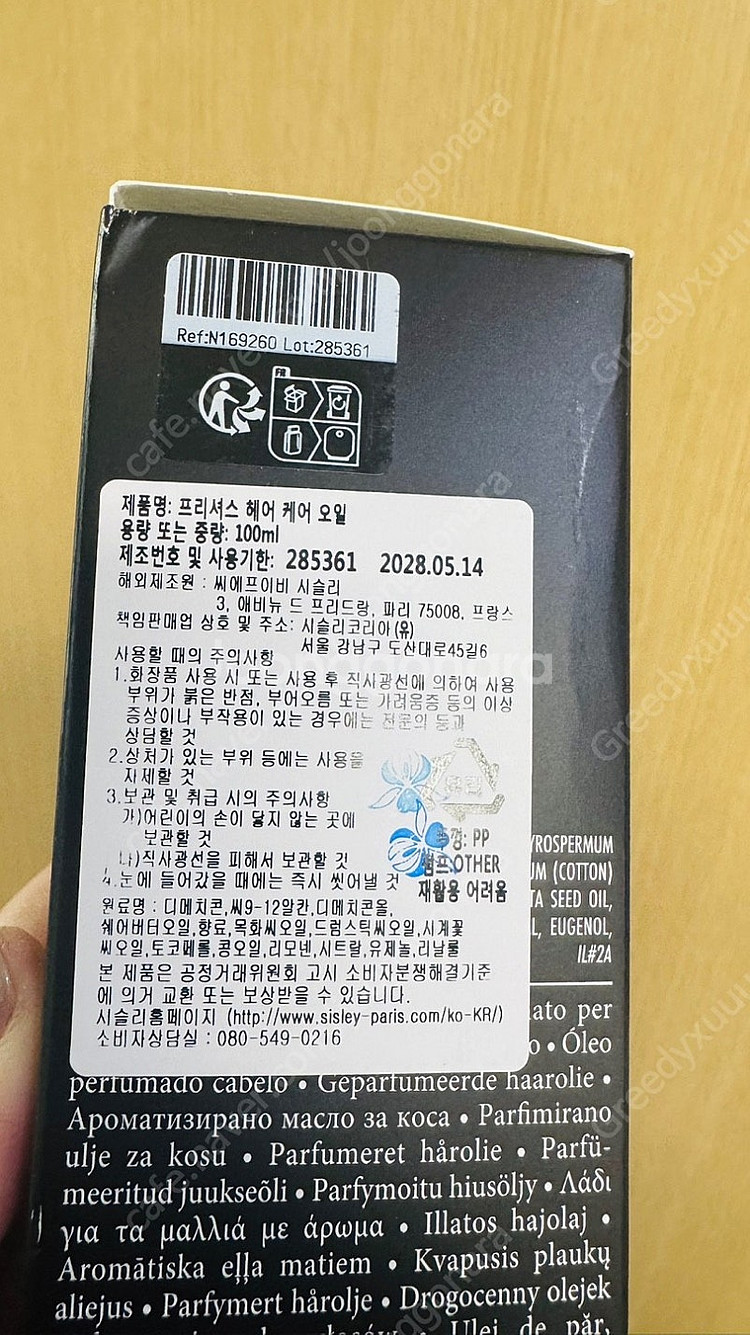 Ref:N169260 Lot:285361
FR
제품명: 프리셔스 헤어 케어 오일
용량 또는 중량: 100ml
제조번호 및 사용기한: 285361 2028.05.14
해외제조원 : 씨에프이비 시슬리
3, 애비뉴 드 프리드랑, 파리 75008, 프랑스
책임판매업 상호 및 주소: 시슬리코리아(유)
서울 강남구 도산대로45길6
사용할 때의 주의사항
1.화장품 사용 시 또는 사용 후 직사광선에 의하여 사용
부위가 붉은 반점, 부어오름 또는 가려움증 등의 이상
증상이나 부작용이 있는 경우에는 전문의 등과
상담할 것
2.상처가 있는 부위 등에는 사용을
자제할 것
3.보관 및 취급 시의 주의사항
가)어린이의 손이 닿지 않는 곳에
보관할 것
나)직사광선을 피해서 보관할 것
4.눈에 들어갔을 때에는 즉시 씻어낼 것
뚜껑: PP
펌프:OTHER
재활용 어려움
원료명 : 디메치콘,씨9-12알칸,디메치콘올,
쉐어버터오일,향료,목화씨오일,드럼스틱씨오일,시계꽃
씨오일,토코페롤,콩오일,리모넨,시트랄,유제놀,리날룰
본 제품은 공정거래위원회 고시 소비자분쟁해결기준
에 의거 교환 또는 보상받을 수 있습니다.
시슬리홈페이지 (http://www.sisley-paris.com/ko-KR/)
소비자상담실 : 080-549-0216
YROSPERMUM
UM (COTTON)
TA SEED OIL,
L, EUGENOL,
IL#2A
lato per
o • Óleo
perfumado cabelo • Geparfumeerde haarolie •
Ароматизирано масло за коса • Parfimirano
ulje za kosu • Parfumeret hårolie • Parfü-
meeritud juukseõli • Parfymoitu hiusöljy • Λάδι
για τα μαλλιά με άρωμα • Illatos hajolaj •
Aromātiska eļļa matiem • Kvapusis plaukų
aliejus • Parfymert hårolje • Drogocenny olejek
Ulei de păr,